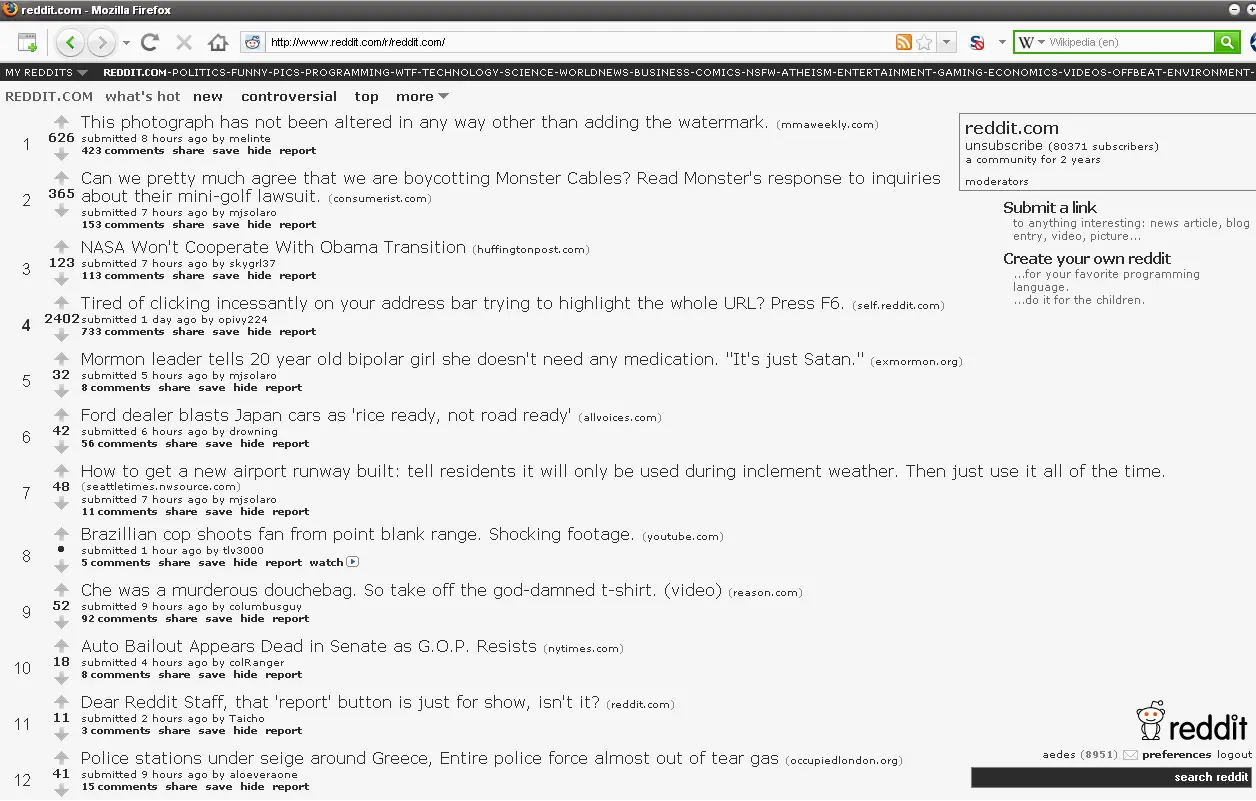 reddit.com - Mozilla Firefox
http://www.reddit.com/r/reddit.com/
W Wikipedia (en)
MY REDDITS REDDIT.COM-POLITICS-FUNNY-PICS-PROGRAMMING-WTF-TECHNOLOGY-SCIENCE-WORLDNEWS-BUSINESS-COMICS-NSFW-ATHEISM-ENTERTAINMENT-GAMING-ECONOMICS-VIDEOS-OFFBEAT-ENVIRONMENT-
REDDIT.COM what's hot new controversial top more
1
626
This photograph has not been altered in any way other than adding the watermark. (mmaweekly.com)
submitted 8 hours ago by melinte
423 comments share save hide report
2
365
Can we pretty much agree that we are boycotting Monster Cables? Read Monster's response to inquiries
about their mini-golf lawsuit. (consumerist.com)
submitted 7 hours ago by mjsolaro
153 comments share save hide report
3
123
NASA Won't Cooperate With Obama Transition (huffingtonpost.com)
submitted 7 hours ago by skygrl37
113 comments share save hide report
4
2402
Tired of clicking incessantly on your address bar trying to highlight the whole URL? Press F6. (self.reddit.com)
submitted 1 day ago by opivy224
733 comments share save hide report
5
32
Mormon leader tells 20 year old bipolar girl she doesn't need any medication. "It's just Satan." (exmormon.org)
submitted 5 hours ago by mjsolaro
8 comments share save hide report
6
42
Ford dealer blasts Japan cars as 'rice ready, not road ready' (allvoices.com)
submitted 6 hours ago by drowning
56 comments share save hide report
7
48
How to get a new airport runway built: tell residents it will only be used during inclement weather. Then just use it all of the time.
(seattletimes.nwsource.com)
submitted 7 hours ago by mjsolaro
11 comments share save hide report
8
•
Brazillian cop shoots fan from point blank range. Shocking footage. (youtube.com)
submitted 1 hour ago by tlv3000
5 comments share save hide report watch
9
52
Che was a murderous douchebag. So take off the god-damned t-shirt. (video) (reason.com)
submitted 9 hours ago by columbusguy
92 comments share save hide report
10
18
Auto Bailout Appears Dead in Senate as G.O.P. Resists (nytimes.com)
submitted 4 hours ago by colRanger
8 comments share save hide report
11
11
Dear Reddit Staff, that 'report' button is just for show, isn't it? (reddit.com)
submitted 2 hours ago by Taicho
3 comments share save hide report
12
41
Police stations under seige around Greece, Entire police force almost out of tear gas (occupiedlondon.org)
submitted 9 hours ago by aloeveraone
15 comments share save hide report
reddit.com
unsubscribe (80371 subscribers)
a community for 2 years
moderators
Submit a link
to anything interesting: news article, blog
entry, video, picture...
Create your own reddit
...for your favorite programming
language.
...do it for the children.
reddit
aedes (8951) preferences logout
search reddit